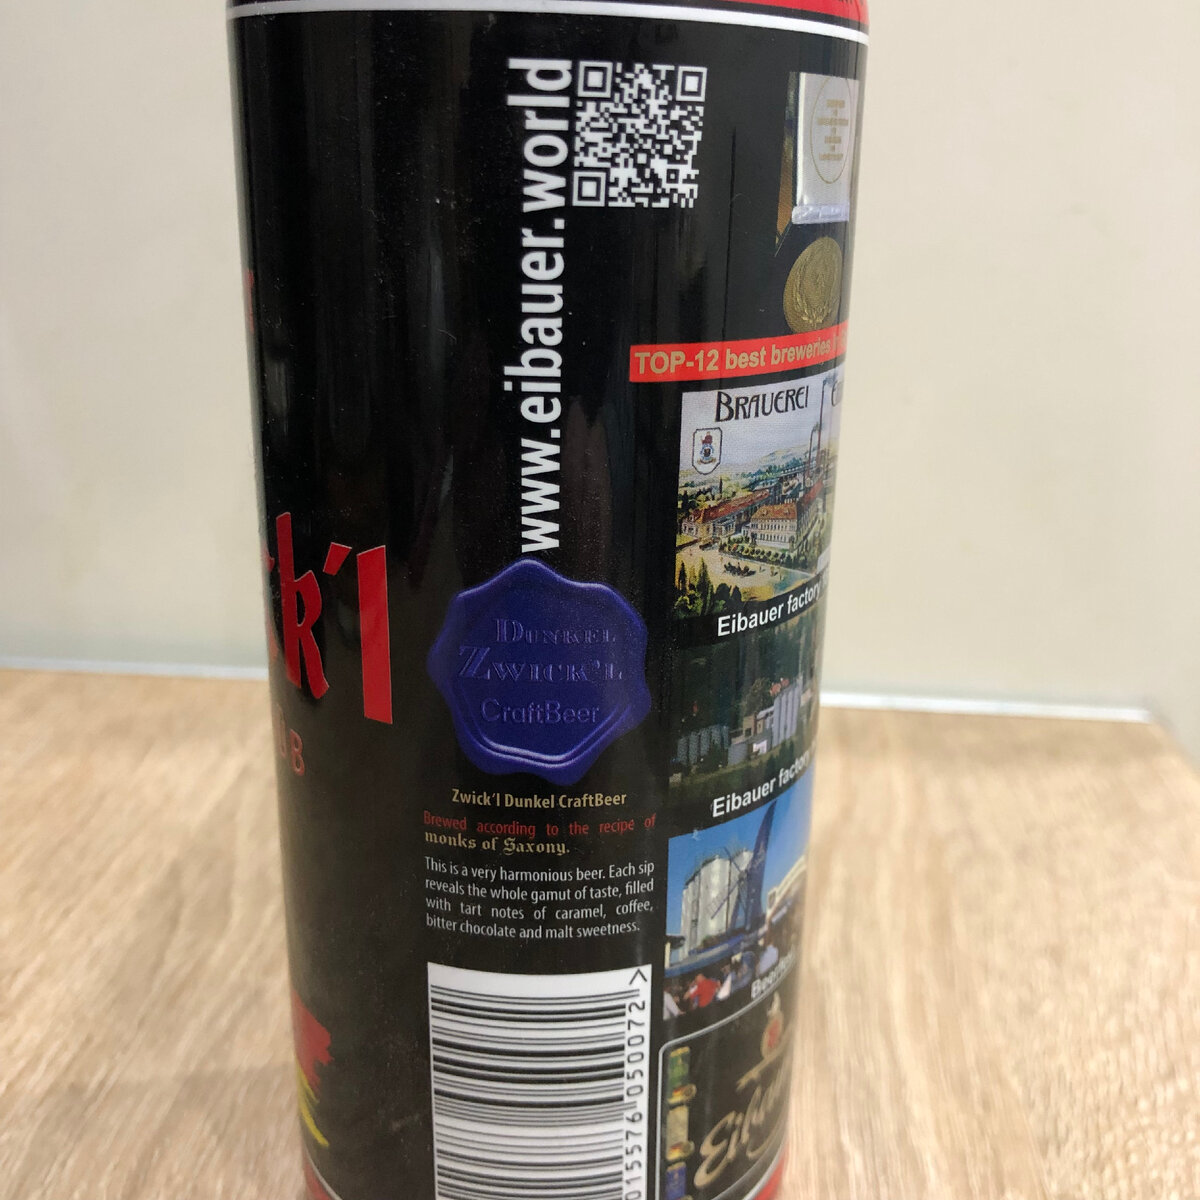 www.eibauer.world
TOP-12 best breweries
BRAUEREI
Eibauer factory
Eibauer factory
k'l
B
DUNKEL
ZWICK'L
CraftBeer
Zwick'l Dunkel CraftBeer
Brewed according to the recipe of
monks of Saxony.
This is a very harmonious beer. Each sip
reveals the whole gamut of taste, filled
with tart notes of caramel, coffee,
bitter chocolate and malt sweetness.
015576 050072 >